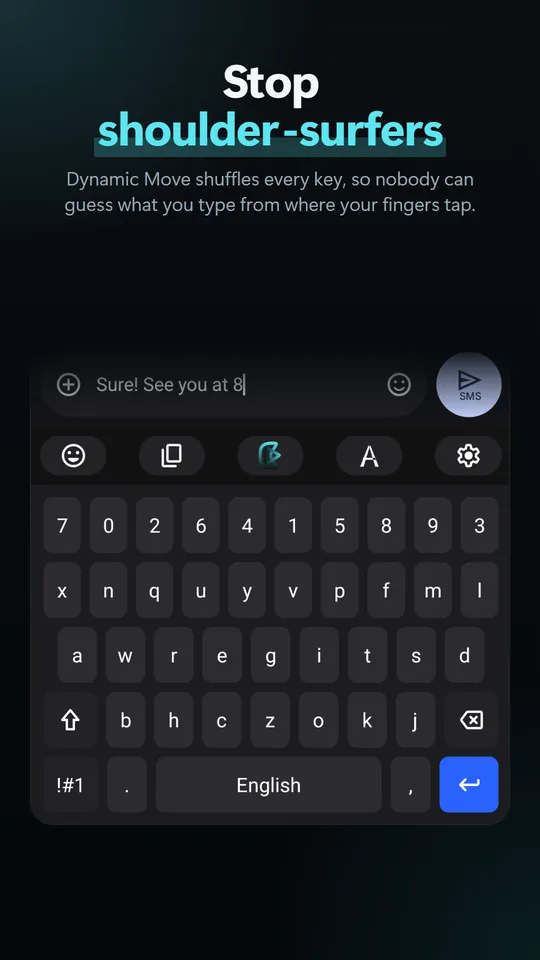 Stop
shoulder-surfers
Dynamic Move shuffles every key, so nobody can
guess what you type from where your fingers tap.
Sure! See you at 8
SMS
A
7 0 2 6 4 1 5 8 9 3
x n q u y v p f m l
a w r e g i t s d
b h c z o k j
!#1 . English ,